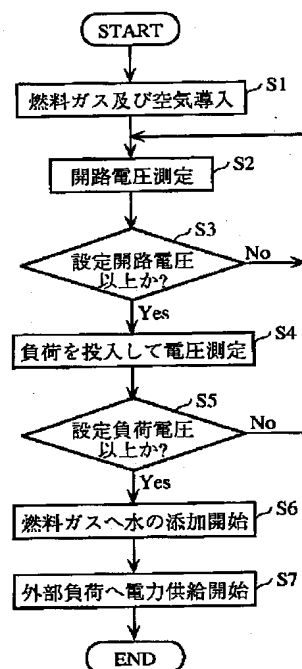 START
燃料ガス及び空気導入 S1
開路電圧測定 S2
S3
設定開路電圧
以上か?
No
Yes
負荷を投入して電圧測定 S4
S5
設定負荷電圧
以上か?
No
Yes
燃料ガスへ水の添加開始 S6
外部負荷へ電力供給開始 S7
END